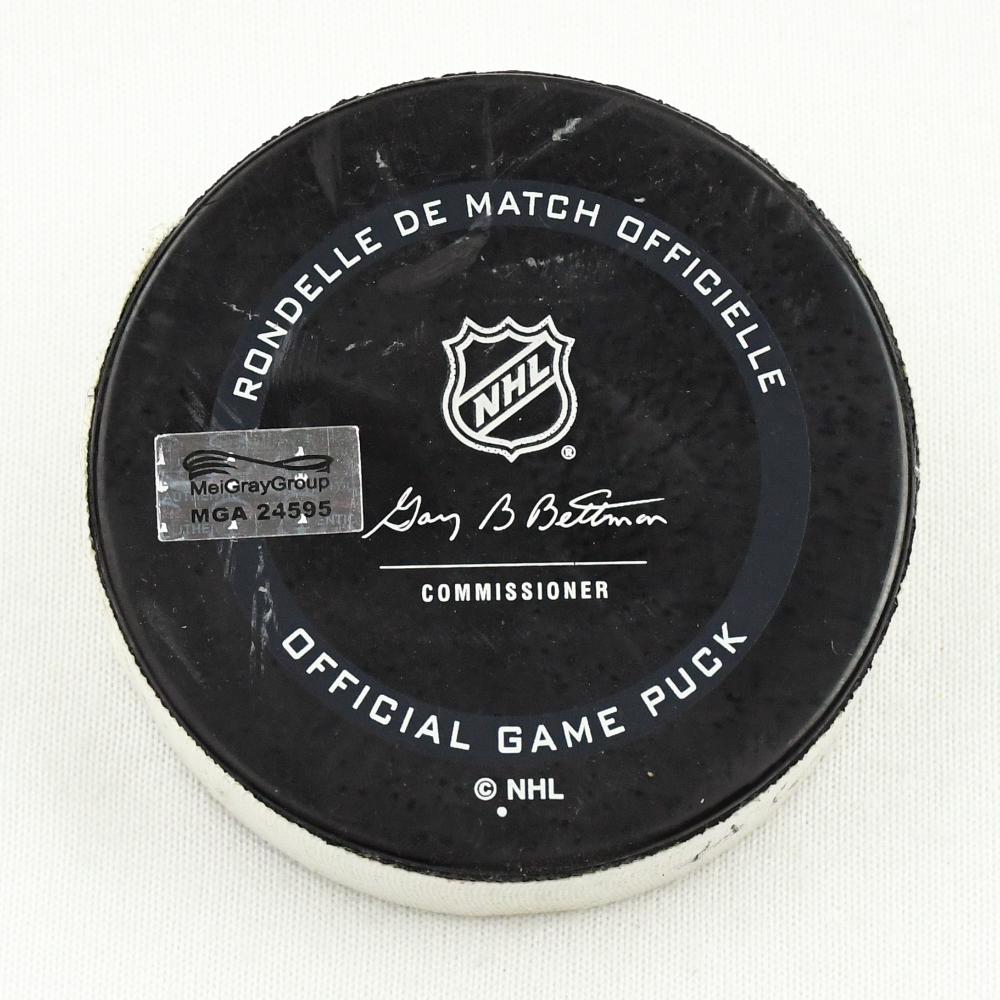 RONDELLE DE MATCH OFFICIELLE
NHL
®
MeiGrayGroup
MGA 24595
Gary B Bettman
COMMISSIONER
OFFICIAL GAME PUCK
© NHL